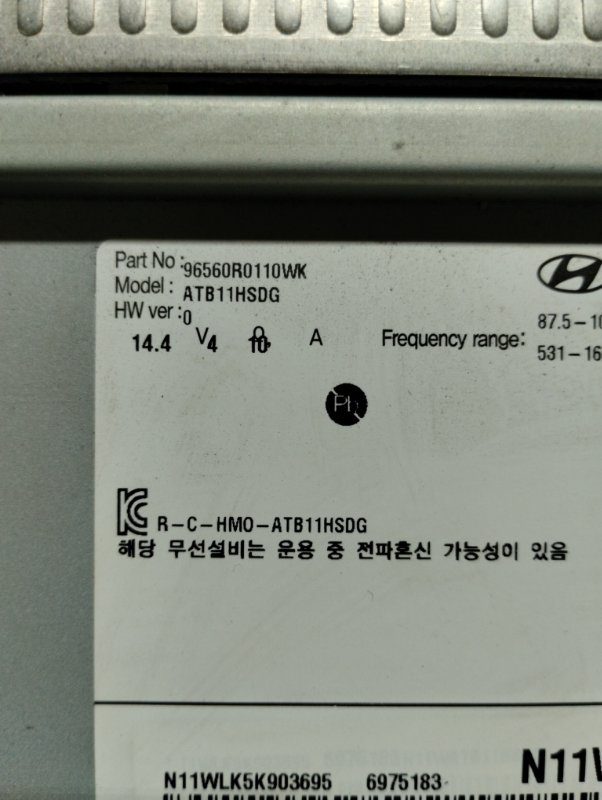 Part No : 96560R0110WK
Model : ATB11HSDG
HW ver : 0
14.4 V 4 Ω 10 A
Frequency range:
87.5-10
531-16
Pb
R-C-HMO-ATB11HSDG
해당 무선설비는 운용 중 전파혼신 가능성이 있음
N11W
N11WLK5K903695 6975183